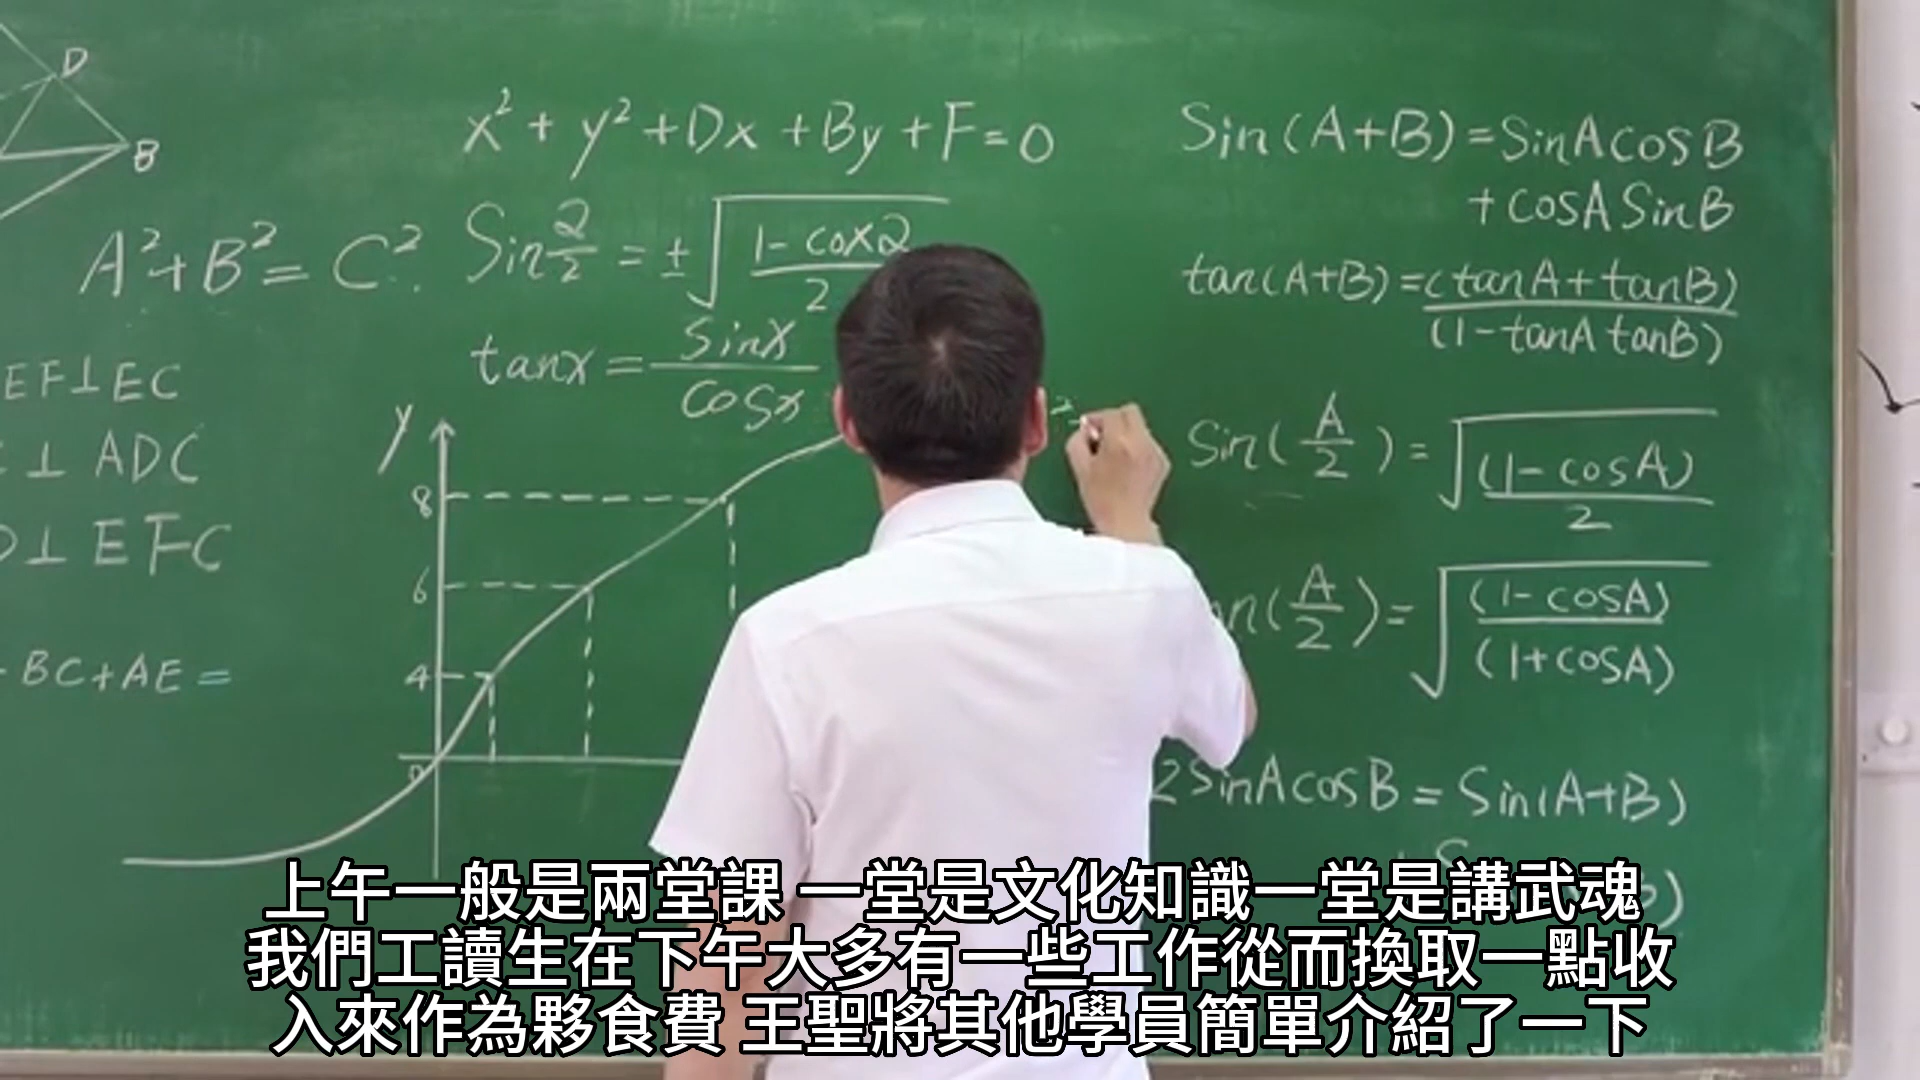 D
B
A²+B²=C²
EF⊥EC
⊥ ADC
⊥ EFC
BC+AE=
x²+y²+Dx+By+F=0
Sin 2/2 = ±√(1-cox2/2)
tanx = sinx/cosx
y
8
6
4
0
Sin(A+B)=SinAcosB
+cosASinB
tan(A+B)=(tanA+tanB)/(1-tanAtanB)
Sin(A/2)=√((1-cosA)/2)
an(A/2)=√((1-cosA)/(1+cosA))
2SinAcosB=Sin(A+B)
上午一般是兩堂課 一堂是文化知識一堂是講武魂
我們工讀生在下午大多有一些工作從而換取一點收
入來作為夥食費 王聖將其他學員簡單介紹了一下